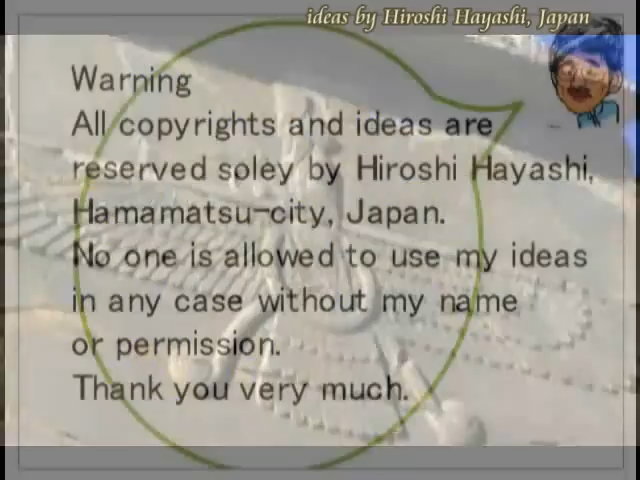 ideas by Hiroshi Hayashi, Japan
Warning
All copyrights and ideas are
reserved soley by Hiroshi Hayashi,
Hamamatsu-city, Japan.
No one is allowed to use my ideas
in any case without my name
or permission.
Thank you very much.